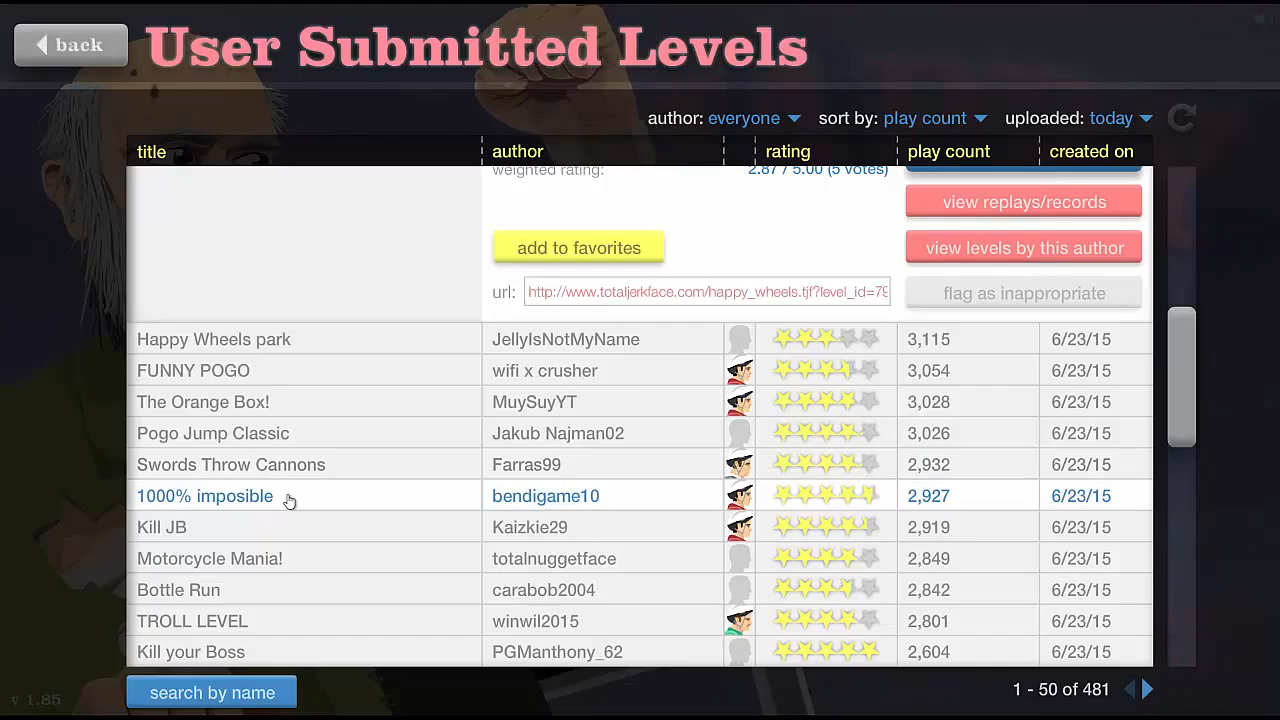 back
User Submitted Levels
author: everyone sort by: play count uploaded: today
title author rating play count created on
weighted rating: 2.87 / 5.00 (5 votes)
view replays/records
add to favorites view levels by this author
url: http://www.totaljerkface.com/happy_wheels.tjf?level_id=79 flag as inappropriate
Happy Wheels park JellyIsNotMyName 3,115 6/23/15
FUNNY POGO wifi x crusher 3,054 6/23/15
The Orange Box! MuySuyYT 3,028 6/23/15
Pogo Jump Classic Jakub Najman02 3,026 6/23/15
Swords Throw Cannons Farras99 2,932 6/23/15
1000% imposible bendigame10 2,927 6/23/15
Kill JB Kaizkie29 2,919 6/23/15
Motorcycle Mania! totalnuggetface 2,849 6/23/15
Bottle Run carabob2004 2,842 6/23/15
TROLL LEVEL winwil2015 2,801 6/23/15
Kill your Boss PGManthony_62 2,604 6/23/15
search by name 1 - 50 of 481
v 1.85